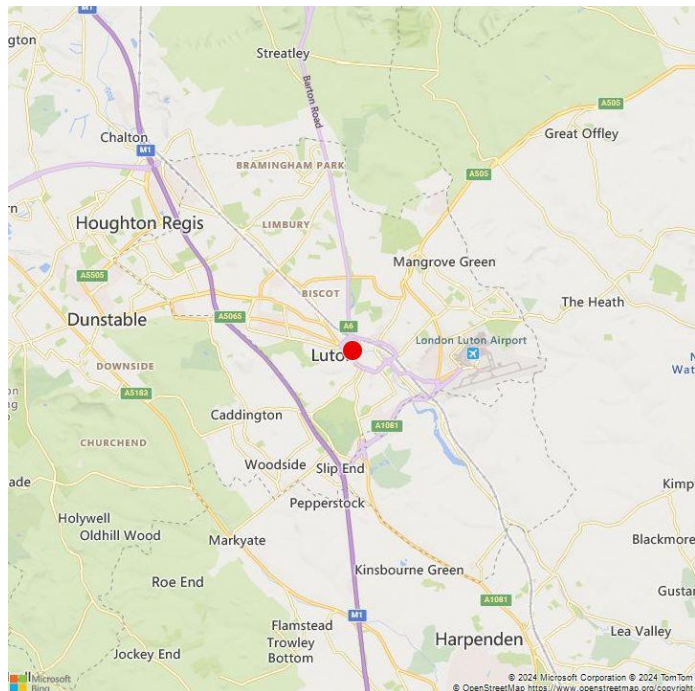 M1
gton
Streatley
Barton Road
A505
Great Offley
Chalton
M1
BRAMINGHAM PARK
A505
rn
Houghton Regis
LIMBURY
Mangrove Green
A5505
BISCOT
The Heath
Dunstable
A5065
A6
London Luton Airport
Luton
N
Wat
DOWNSIDE
A5183
on
ng
Caddington
A1081
CHURCHEND
Woodside
Slip End
ade
Pepperstock
Kimp
Holywell
Oldhill Wood
Markyate
Blackmore
Kinsbourne Green
Roe End
Gustar
A1081
M1
Flamstead
Trowley
Bottom
Lea Valley
Harpenden
Jockey End
Microsoft
Bing
© 2024 Microsoft Corporation © 2024 TomTom
© OpenStreetMap https://www.openstreetmap.org/copyright